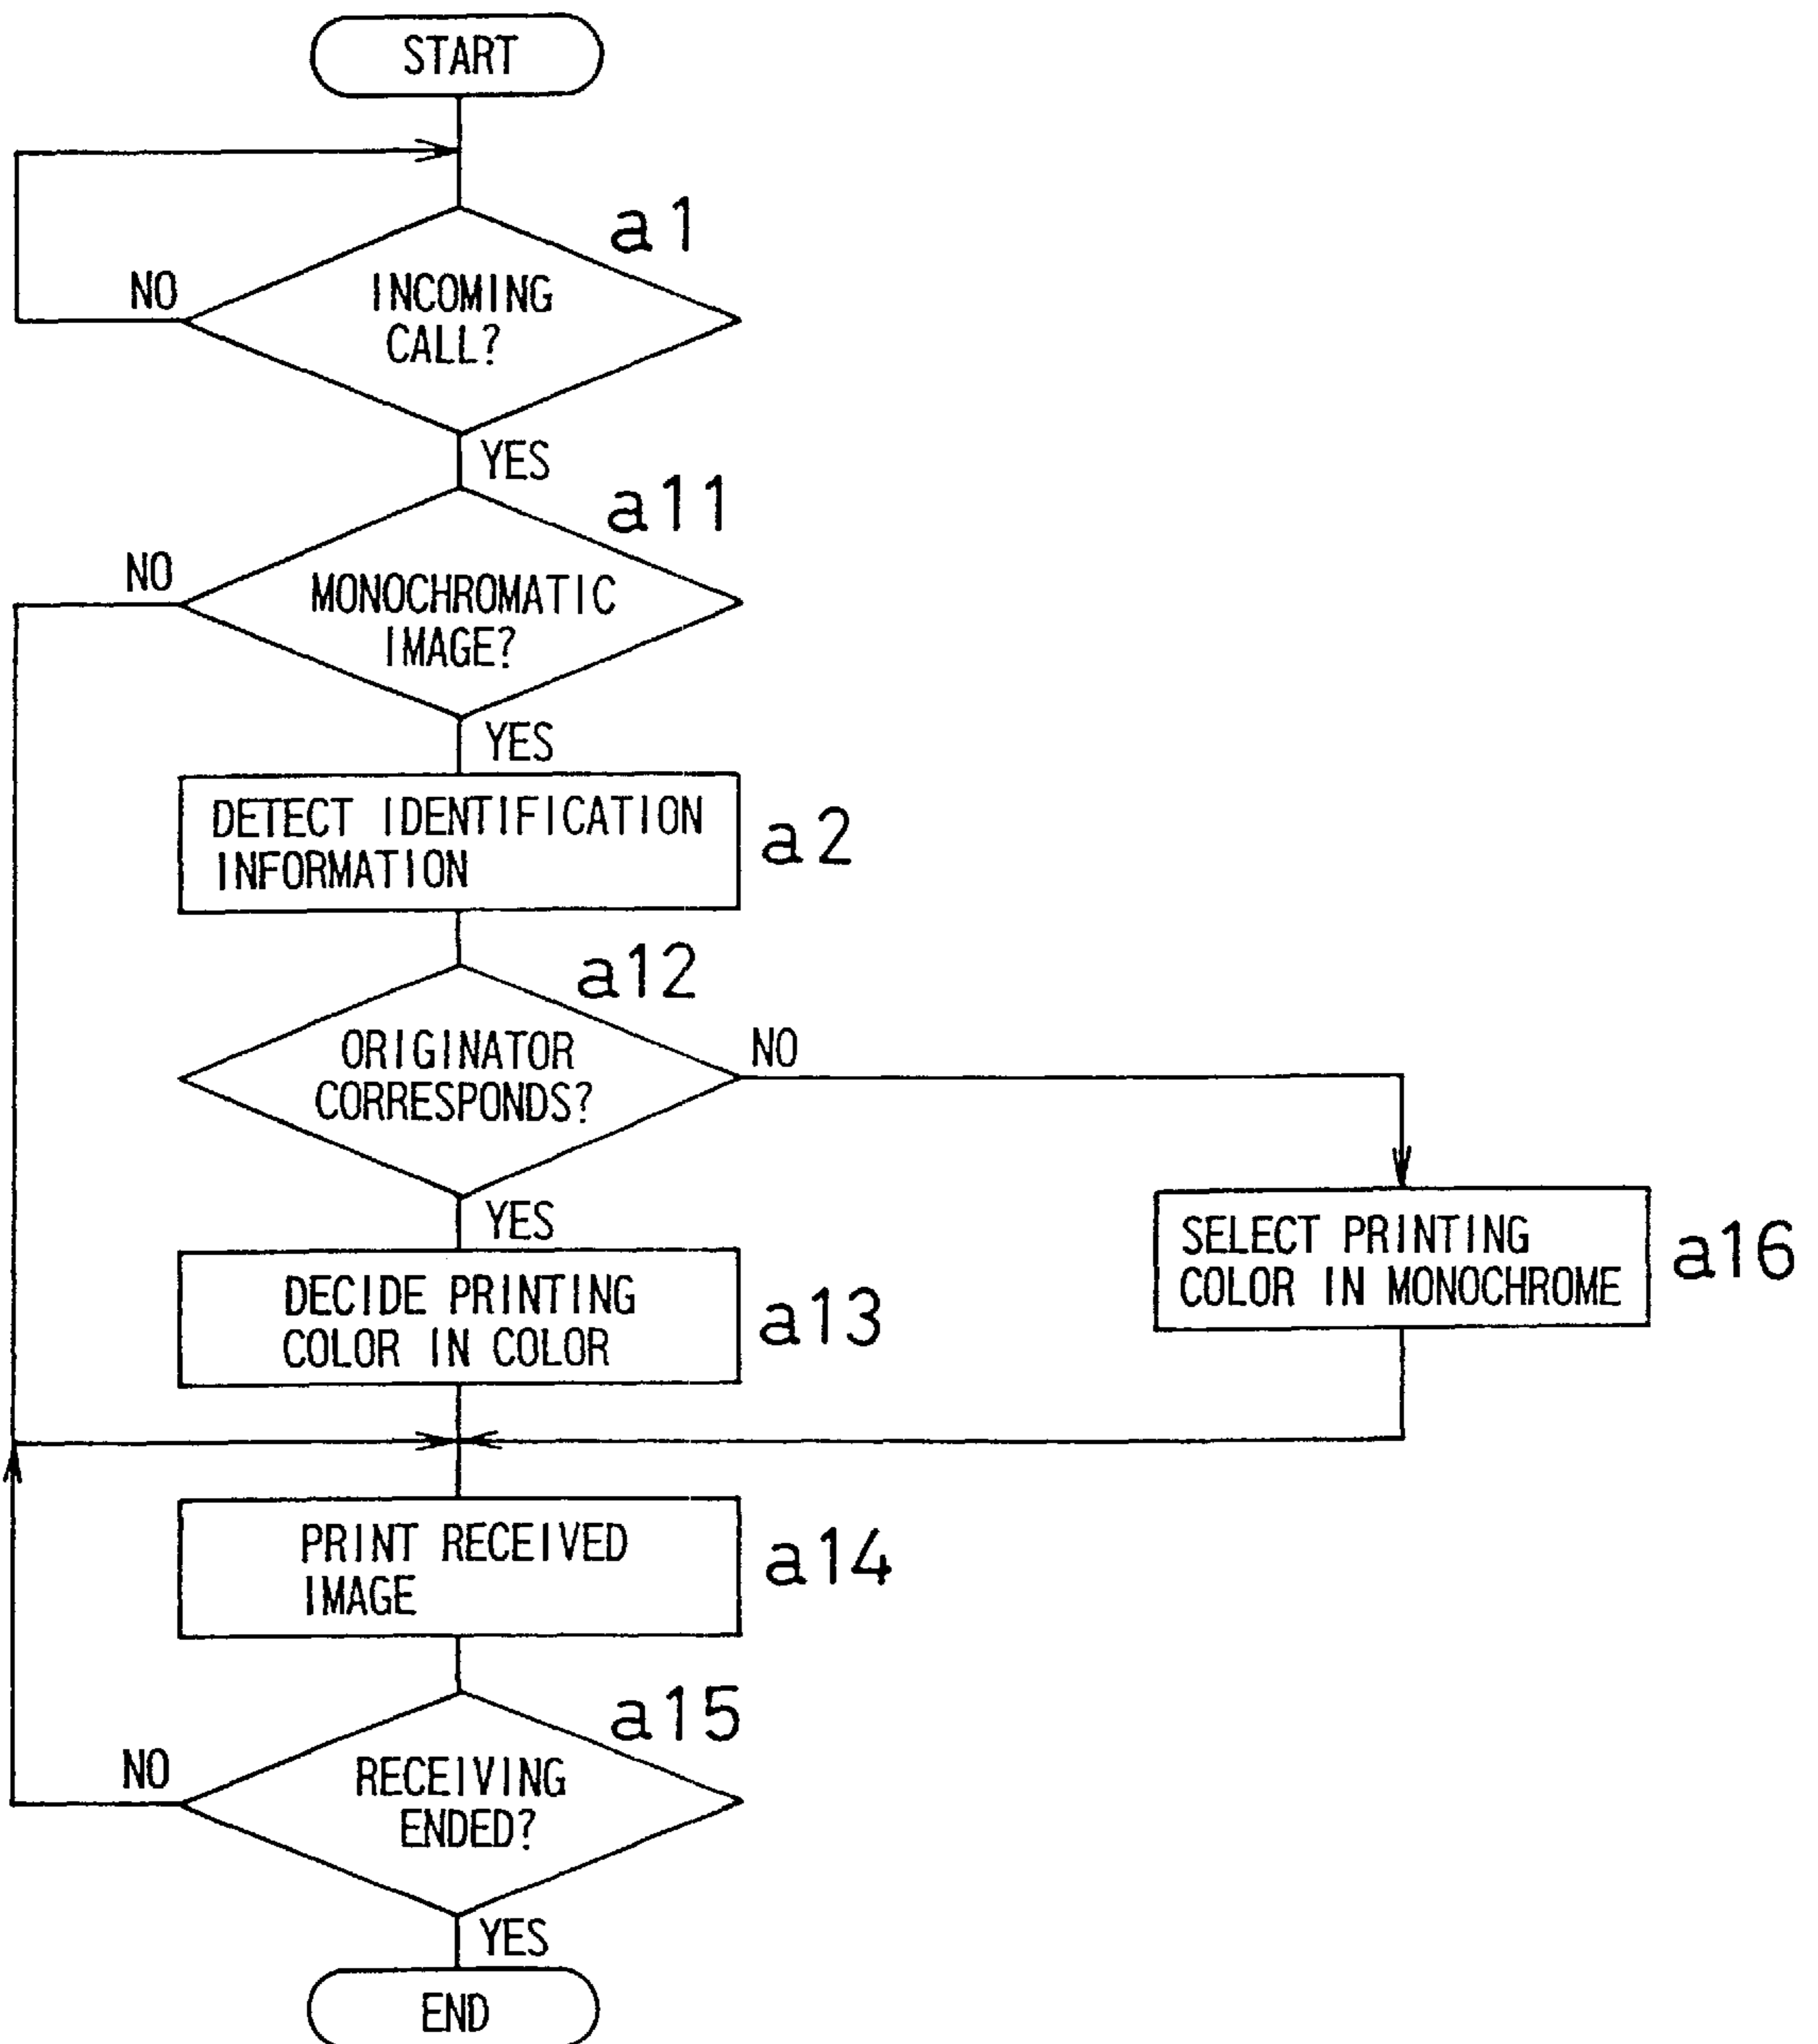 START
a1
INCOMING
CALL?
NO
YES
a11
NO
MONOCHROMATIC
IMAGE?
YES
DETECT IDENTIFICATION
INFORMATION
a2
a12
ORIGINATOR
CORRESPONDS?
NO
YES
SELECT PRINTING
COLOR IN MONOCHROME
a16
DECIDE PRINTING
COLOR IN COLOR
a13
PRINT RECEIVED
IMAGE
a14
a15
NO
RECEIVING
ENDED?
YES
END